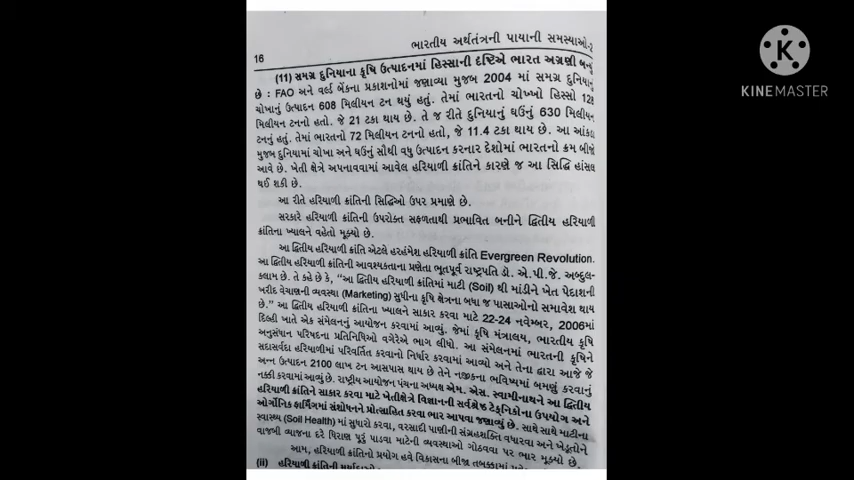 ભારતીય અર્થતંત્રની પાયાની સમસ્યાઓ-
16
(11) સમગ્ર દુનિયાના કૃષિ ઉત્પાદનમાં હિસ્સાની દૃષ્ટિએ ભારત અગ્રણી બન્યું
છે : FAO અને વર્લ્ડ બેંકના પ્રકાશનોમાં જણાવ્યા મુજબ 2004 માં સમગ્ર દુનિયાનું
ચોખાનું ઉત્પાદન 608 મિલીયન ટન થયું હતું. તેમાં ભારતનો ચોખ્ખો હિસ્સો
મિલીયન ટનનો હતો. જે 21 ટકા થાય છે. તે જ રીતે દુનિયાનું ઘઉંનું 630 મિલીયન
ટનનું હતું. તેમાં ભારતનો 72 મિલીયન ટનનો હતો, જે 11.4 ટકા થાય છે. આ આંકડા
મુજબ દુનિયામાં ચોખા અને ઘઉંનું સૌથી વધુ ઉત્પાદન કરનાર દેશોમાં ભારતનો ક્રમ બીજો
આવે છે. ખેતી ક્ષેત્રે અપનાવવામાં આવેલ હરિયાળી ક્રાંતિને કારણે જ આ સિદ્ધિ હાંસલ
થઈ શકી છે.
આ રીતે હરિયાળી ક્રાંતિની સિદ્ધિઓ ઉપર પ્રમાણે છે.
સરકારે હરિયાળી ક્રાંતિની ઉપરોક્ત સફળતાથી પ્રભાવિત બનીને દ્વિતીય હરિયાળી
ક્રાંતિના ખ્યાલને વહેતો મૂક્યો છે.
આ દ્વિતીય હરિયાળી ક્રાંતિ એટલે હરહંમેશ હરિયાળી ક્રાંતિ Evergreen Revolution.
આ દ્વિતીય હરિયાળી ક્રાંતિની આવશ્યકતાના પ્રણેતા ભૂતપૂર્વ રાષ્ટ્રપતિ ડૉ. એ.પી.જે. અબ્દુલ-
કલામ છે. તે કહે છે કે, “આ દ્વિતીય હરિયાળી ક્રાંતિમાં માટી (Soil) થી માંડીને ખેત પેદાશની
ખરીદ વેચાણની વ્યવસ્થા (Marketing) સુધીના કૃષિ ક્ષેત્રના બધા જ પાસાઓનો સમાવેશ થાય
છે.” આ દ્વિતીય હરિયાળી ક્રાંતિના ખ્યાલને સાકાર કરવા માટે 22-24 નવેમ્બર, 2006માં
દિલ્હી ખાતે એક સંમેલનનું આયોજન કરવામાં આવ્યું. જેમાં કૃષિ મંત્રાલય, ભારતીય કૃષિ
અનુસંધાન પરિષદના પ્રતિનિધિઓ વગેરેએ ભાગ લીધો. આ સંમેલનમાં ભારતની કૃષિને
સદાસર્વદા હરિયાળીમાં પરિવર્તિત કરવાનો નિર્ધાર કરવામાં આવ્યો અને તેના દ્વારા આજે જે
અન્ન ઉત્પાદન 2100 લાખ ટન આસપાસ થાય છે તેને નજીકના ભવિષ્યમાં બમણું કરવાનું
નક્કી કરવામાં આવ્યું છે. રાષ્ટ્રીય આયોજન પંચના અધ્યક્ષ એમ. એસ. સ્વામીનાથને આ દ્વિતીય
હરિયાળી ક્રાંતિને સાકાર કરવા માટે ખેતીક્ષેત્રે વિજ્ઞાનની સર્વશ્રેષ્ઠ ટેક્નિકોના ઉપયોગ અને
ઓર્ગેનિક ફાર્મિંગમાં સંશોધનને પ્રોત્સાહિત કરવા ભાર આપવા જણાવ્યું છે. સાથે સાથે માટીના
સ્વાસ્થ્ય (Soil Health) માં સુધારો કરવા, વરસાદી પાણીની સંગ્રહશક્તિ વધારવા અને ખેડૂતોને
વાજબી વ્યાજના દરે ધિરાણ પૂરું પાડવા માટેની વ્યવસ્થાઓ ગોઠવવા પર ભાર મૂક્યો છે.
આમ, હરિયાળી ક્રાંતિનો પ્રયોગ હવે વિકાસના બીજા તબક્કામાં
(ii) હરિયાળી ક્રાંતિની મર્યાદાઓ
KINEMASTER